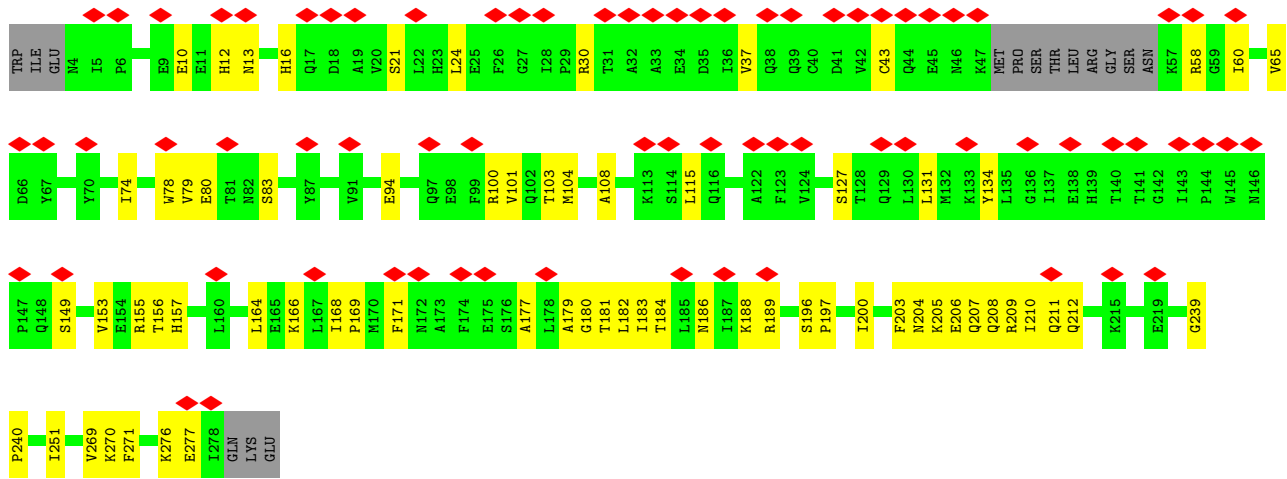 TRP ILE GLU N4 I5 P6 E9 E10 E11 H12 N13 H16 Q17 D18 A19 V20 S21 L22 H23 L24 E25 F26 G27 I28 P29 R30 T31 A32 A33 E34 D35 I36 V37 Q38 Q39 C40 D41 V42 C43 Q44 E45 N46 K47 MET PRO SER THR LEU ARG GLY SER ASN K57 R58 G59 I60 V65
D66 Y67 Y70 I74 W78 V79 E80 T81 N82 S83 Y87 V91 E94 Q97 E98 F99 R100 V101 Q102 T103 M104 A108 K113 S114 L115 Q116 A122 F123 V124 S127 T128 Q129 L130 L131 M132 K133 Y134 L135 G136 I137 E138 H139 T140 T141 G142 I143 P144 W145 N146
P147 Q148 S149 V153 E154 R155 T156 H157 L160 L164 E165 K166 L167 I168 P169 M170 F171 N172 A173 F174 E175 S176 A177 L178 A179 G180 T181 L182 I183 T184 L185 N186 I187 K188 R189 S196 P197 I200 F203 N204 K205 E206 Q207 Q208 R209 I210 Q211 Q212 K215 E219 G239
P240 I251 V269 K270 F271 K276 E277 I278 GLN LYS GLU